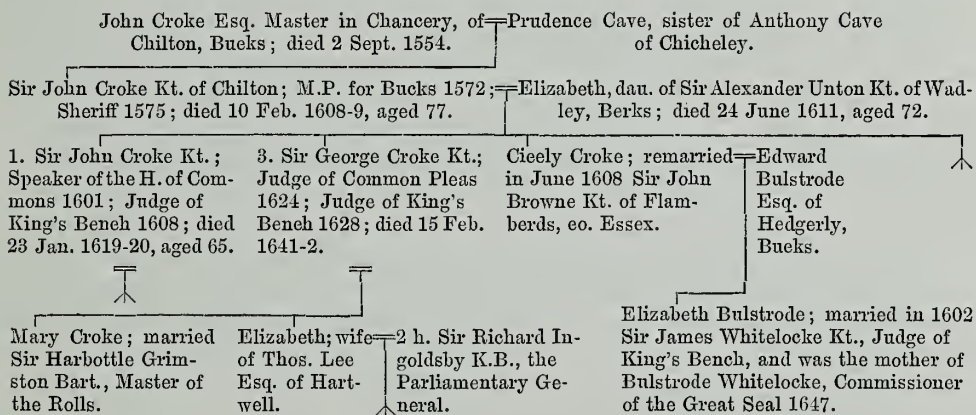 John Croke Esq. Master in Chancery, of
Chilton, Bueks; died 2 Sept. 1554.
Prudence Cave, sister of Anthony Cave
of Chicheley.
Sir John Croke Kt. of Chilton; M.P. for Bucks 1572;
Sheriff 1575; died 10 Feb. 1608-9, aged 77.
Elizabeth, dau. of Sir Alexander Unton Kt. of Wad-
ley, Berks; died 24 June 1611, aged 72.
1. Sir John Croke Kt.;
Speaker of the H. of Com-
mons 1601; Judge of
King's Bench 1608; died
23 Jan. 1619-20, aged 65.
3. Sir George Croke Kt.;
Judge of Common Pleas
1624; Judge of King's
Beneh 1628; died 15 Feb.
1641-2.
Cieely Croke; remarried
in June 1608 Sir John
Browne Kt. of Flam-
berds, eo. Essex.
Edward
Bulstrode
Esq. of
Hedgerly,
Bueks.
Mary Croke; married
Sir Harbottle Grim-
ston Bart., Master of
the Rolls.
Elizabeth; wife
of Thos. Lee
Esq. of Hart-
well.
2 h. Sir Richard In-
goldsby K.B., the
Parliamentary Ge-
neral.
Elizabeth Bulstrode; married in 1602
Sir James Whitelocke Kt., Judge of
King's Bench, and was the mother of
Bulstrode Whitelocke, Commissioner
of the Great Seal 1647.